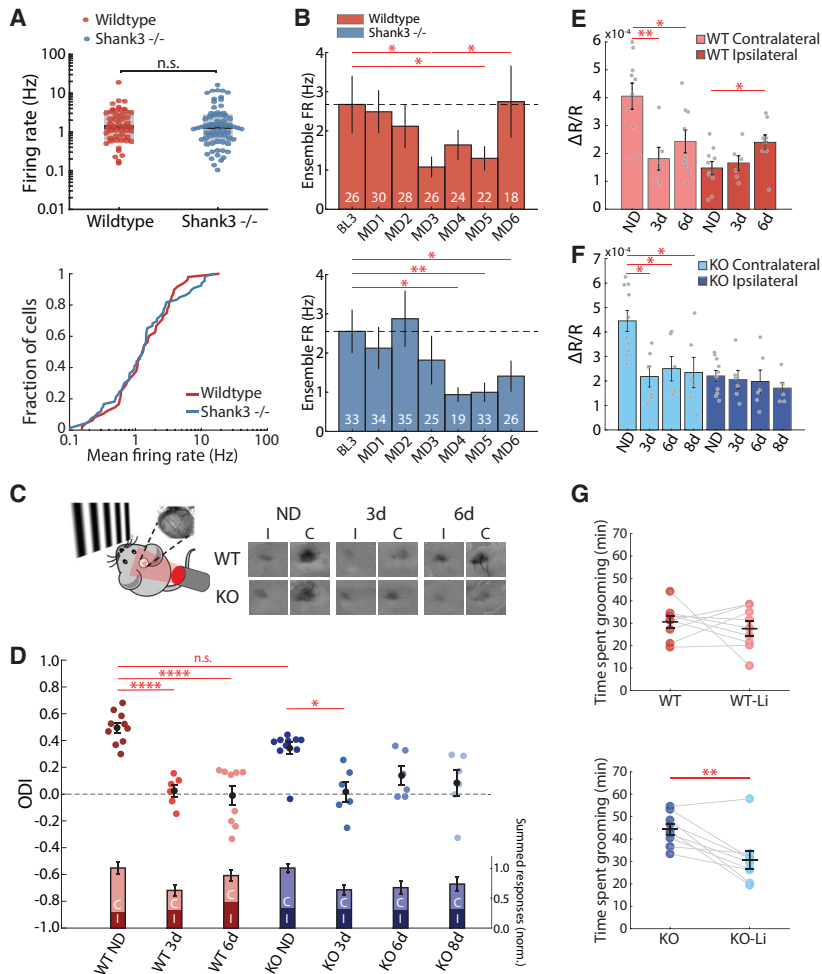 A
Wildtype
Shank3 -/-
n.s.
Firing rate (Hz)
100
10
1
0.1
0.01
Wildtype Shank3 -/-
Fraction of cells
1.0
0.8
0.6
0.4
0.2
0.0
Wildtype
Shank3 -/-
0.1 1 10 100
Mean firing rate (Hz)
B
Wildtype
Shank3 -/-
Ensemble FR (Hz)
4
3
2
1
0
* *
*
26 30 28 26 24 22 18
BL3 MD1 MD2 MD3 MD4 MD5 MD6
Ensemble FR (Hz)
4
3
2
1
0
*
**
*
33 34 35 25 19 33 26
BL3 MD1 MD2 MD3 MD4 MD5 MD6
C
ND 3d 6d
I C I C I C
WT
KO
D
ODI
1.0
0.8
0.6
0.4
0.2
0.0
-0.2
-0.4
-0.6
-0.8
-1.0
n.s.
****
****
*
Summed responses (norm.)
1.0
0.5
0.0
C C C C C C C
I I I I I I I
WT ND WT 3d WT 6d KO ND KO 3d KO 6d KO 8d
E
WT Contralateral
WT Ipsilateral
ΔR/R
6 x10⁻⁴
5
4
3
2
1
0
*
**
*
ND 3d 6d ND 3d 6d
F
KO Contralateral
KO Ipsilateral
ΔR/R
6 x10⁻⁴
5
4
3
2
1
0
*
* *
ND 3d 6d 8d ND 3d 6d 8d
G
Time spent grooming (min)
70
60
50
40
30
20
10
0
WT WT-Li
Time spent grooming (min)
70
60
50
40
30
20
10
0
**
KO KO-Li